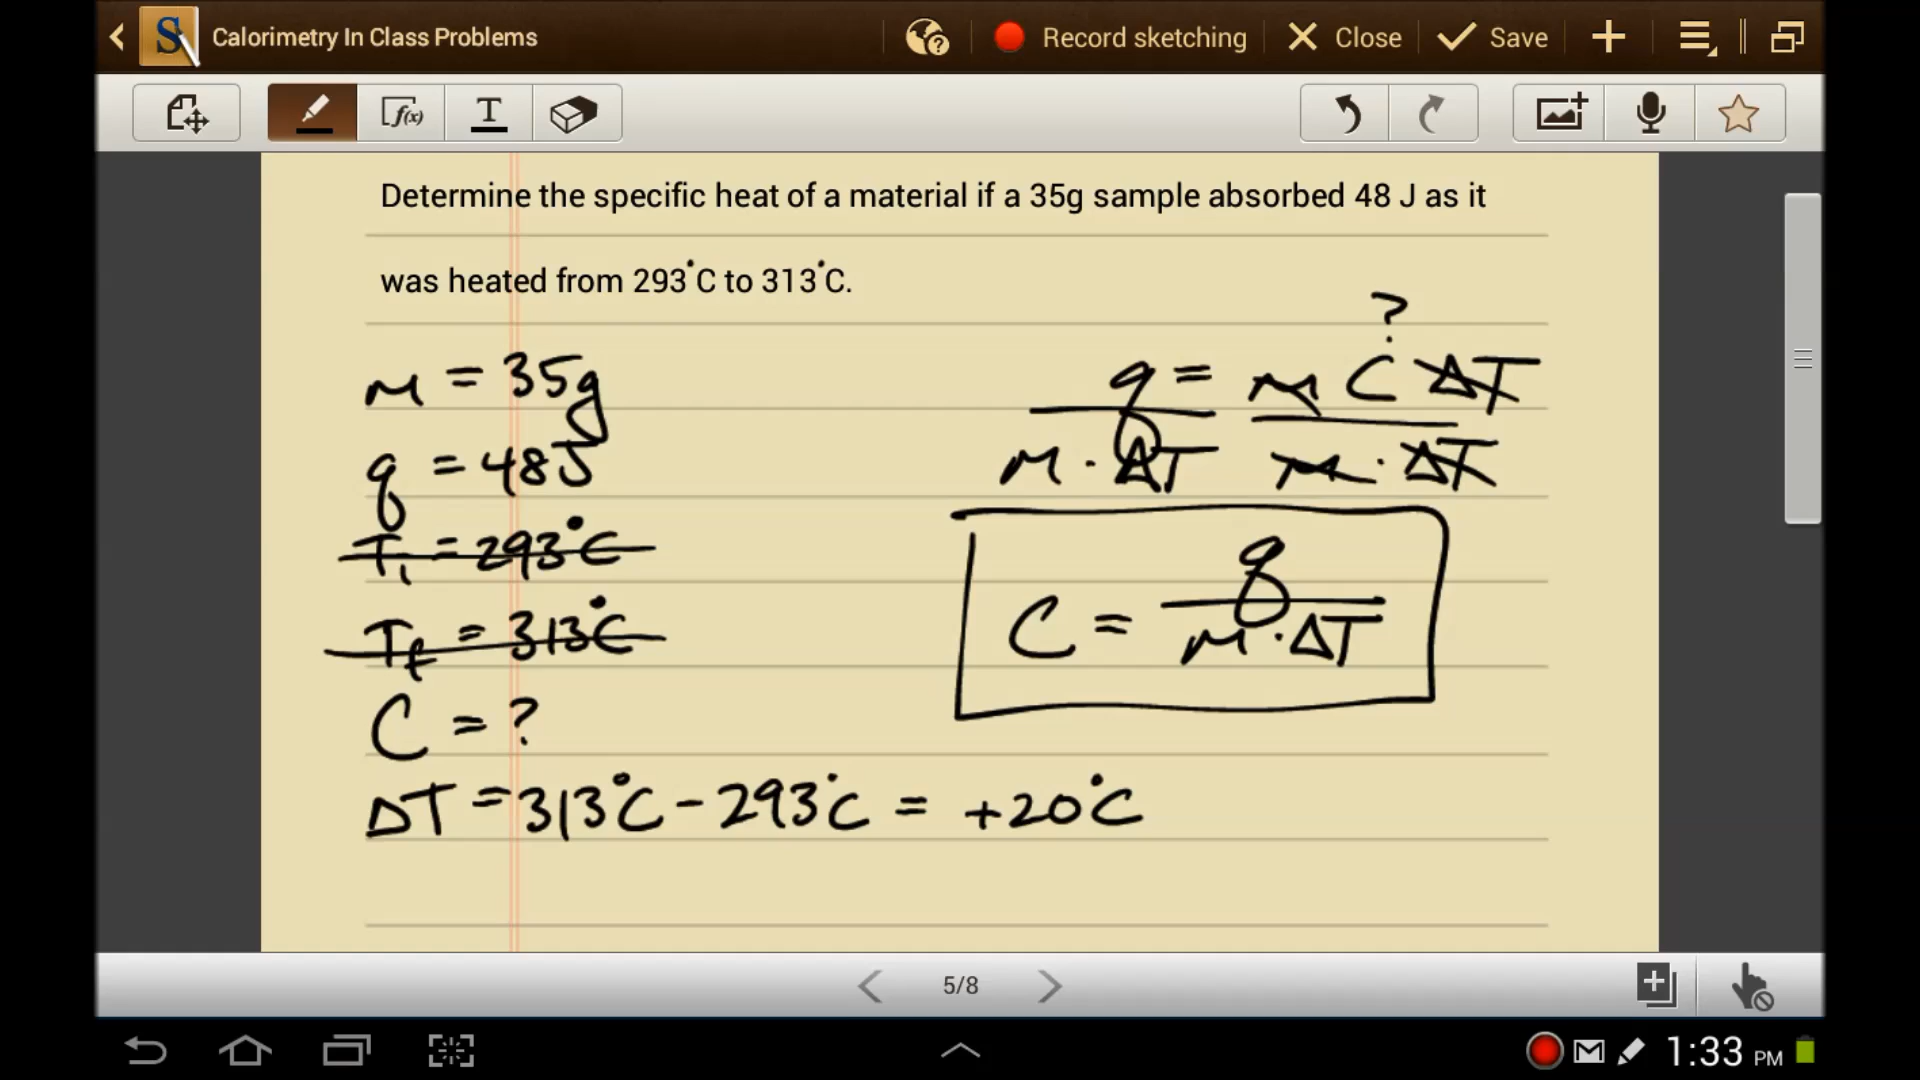 Calorimetry In Class Problems
Record sketching
Close
Save
f(x)
T
Determine the specific heat of a material if a 35g sample absorbed 48 J as it
was heated from 293°C to 313°C.
m = 35g
q = 48J
Ti = 293°C
Tf = 313°C
C = ?
ΔT = 313°C - 293°C = +20°C
?
q = m C ΔT
m · ΔT m · ΔT
C = q
m · ΔT
5/8
1:33 PM